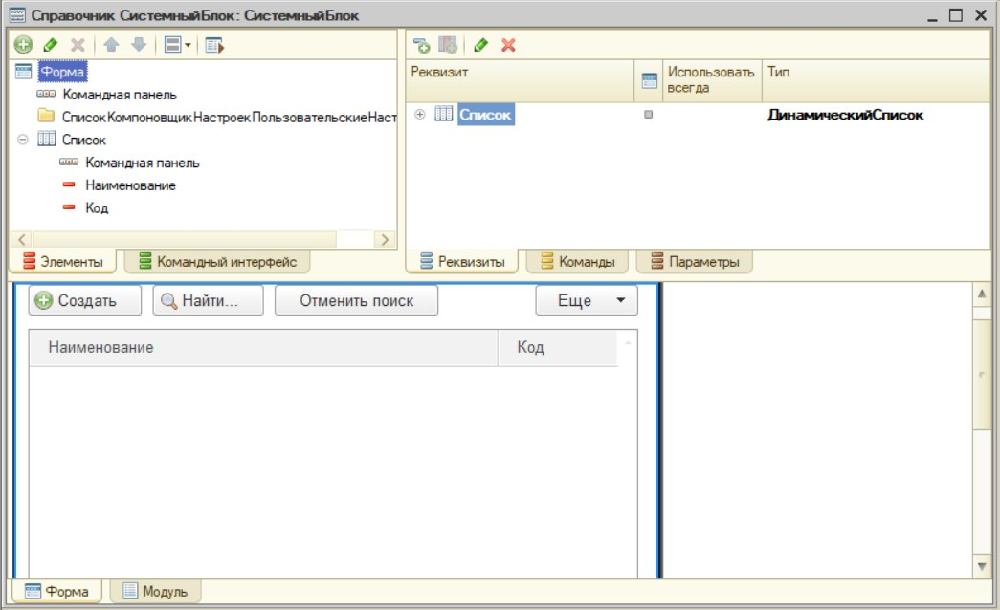 Справочник СистемныйБлок: СистемныйБлок
Форма
Командная панель
СписокКомпоновщикНастроекПользовательскиеНаст
Список
Командная панель
Наименование
Код
Элементы
Командный интерфейс
Реквизит
Использовать всегда
Тип
Список
ДинамическийСписок
Реквизиты
Команды
Параметры
Создать
Найти...
Отменить поиск
Еще
Наименование
Код
Форма
Модуль